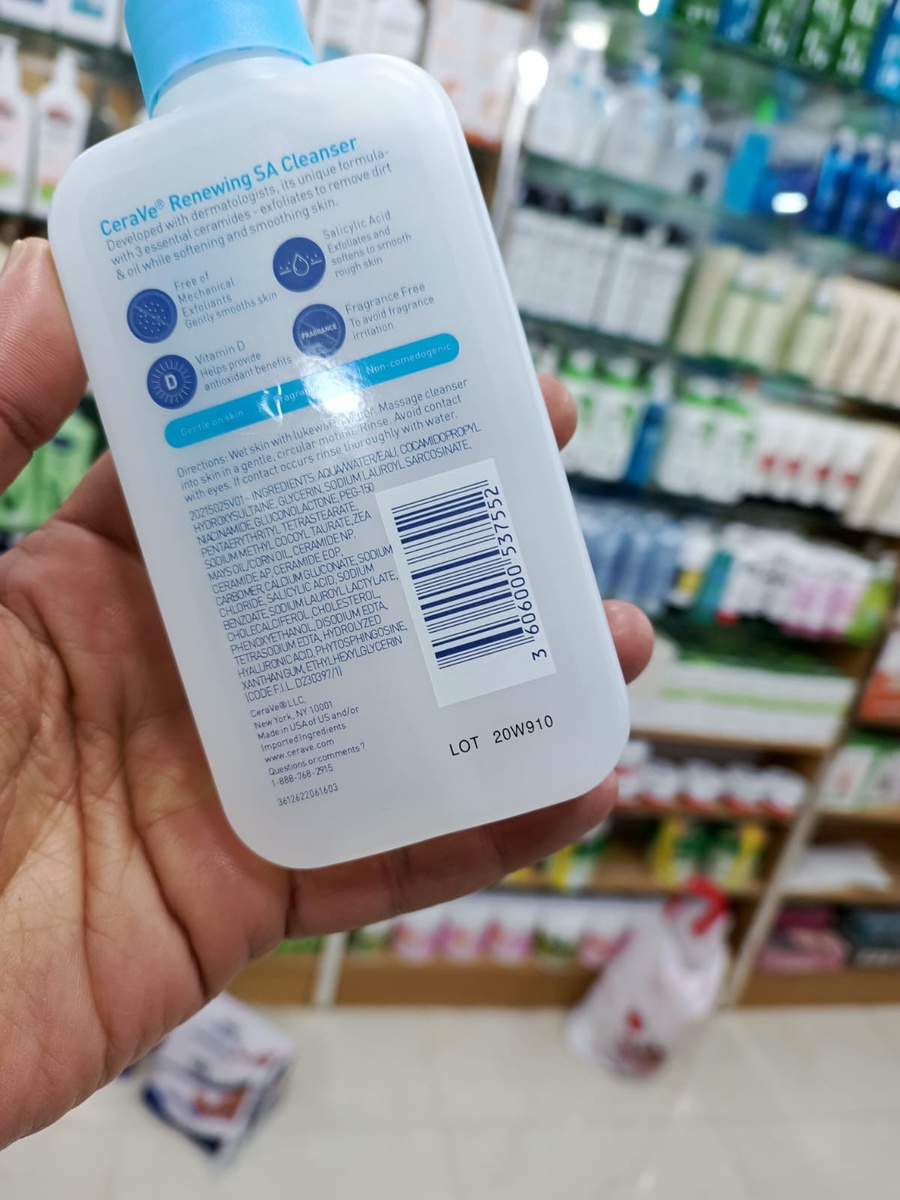 CeraVe® Renewing SA Cleanser
Developed with dermatologists, its unique formula-
with 3 essential ceramides - exfoliates to remove dirt
& oil while softening and smoothing skin.
Free of
Mechanical
Exfoliants
Gently smooths skin
Salicylic Acid
Exfoliates and
softens to smooth
rough skin
D
Vitamin D
Helps provide
antioxidant benefits
FRAGRANCE
Fragrance Free
To avoid fragrance
irritation
Gentle on skin Non-comedogenic
Directions: Wet skin with lukewarm water. Massage cleanser
into skin in a gentle, circular motion. Rinse. Avoid contact
with eyes. If contact occurs rinse thoroughly with water.
2021S025V01 - INGREDIENTS: AQUA/WATER/EAU, COCAMIDOPROPYL
HYDROXYSULTAINE, GLYCERIN, SODIUM LAUROYL SARCOSINATE,
NIACINAMIDE, GLUCONOLACTONE, PEG-150
PENTAERYTHRITYL TETRASTEARATE,
SODIUM METHYL COCOYL TAURATE, ZEA
MAYS OIL/CORN OIL, CERAMIDE NP,
CERAMIDE AP, CERAMIDE EOP,
CARBOMER, CALCIUM GLUCONATE, SODIUM
CHLORIDE, SALICYLIC ACID, SODIUM
BENZOATE, SODIUM LAUROYL LACTYLATE,
CHOLECALCIFEROL, CHOLESTEROL,
PHENOXYETHANOL, DISODIUM EDTA,
TETRASODIUM EDTA, HYDROLYZED
HYALURONIC ACID, PHYTOSPHINGOSINE,
XANTHAN GUM, ETHYLHEXYLGLYCERIN
(CODE F.I.L. D230397/1)
3 606000 537552
CeraVe® LLC,
New York, NY 10001
Made in USA of US and/or
Imported Ingredients
www.cerave.com
Questions or comments?
1-888-768-2915
3612622061603
LOT 20W910